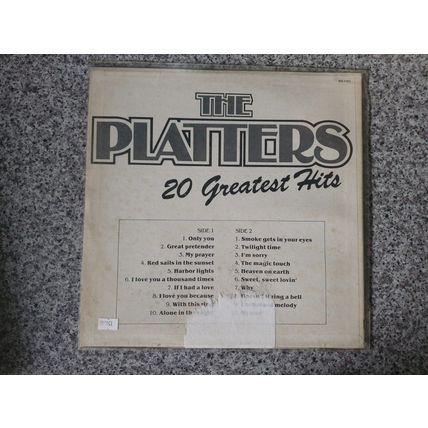 THE
PLATTERS
20 Greatest Hits
SIDE 1
1. Only you
2. Great pretender
3. My prayer
4. Red sails in the sunset
5. Harbor lights
6. I love you a thousand times
7. If I had a love
8. I love you because
9. With this
10. Alone in the
SIDE 2
1. Smoke gets in your eyes
2. Twilight time
3. I'm sorry
4. The magic touch
5. Heaven on earth
6. Sweet, sweet lovin'
7. Why
ring a bell
melody